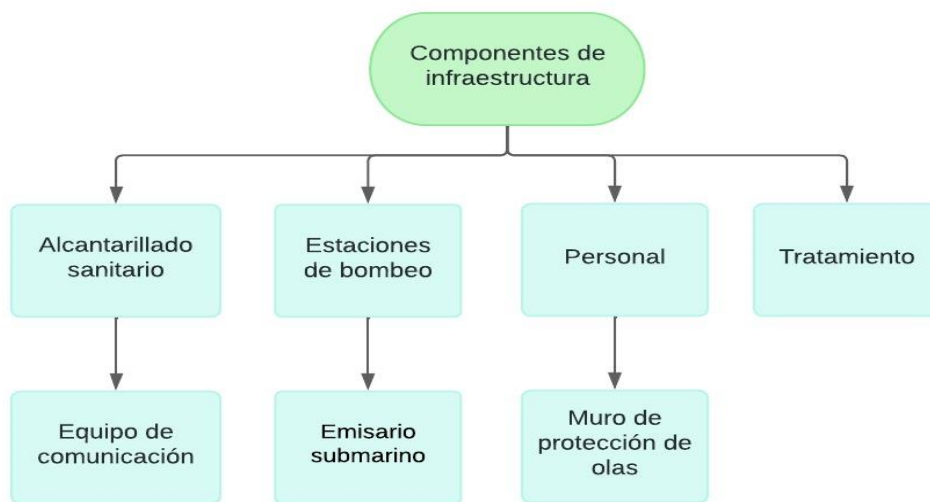 Componentes de
infraestructura
Alcantarillado
sanitario
Estaciones
de bombeo
Personal
Tratamiento
Equipo de
comunicación
Emisario
submarino
Muro de
protección de
olas